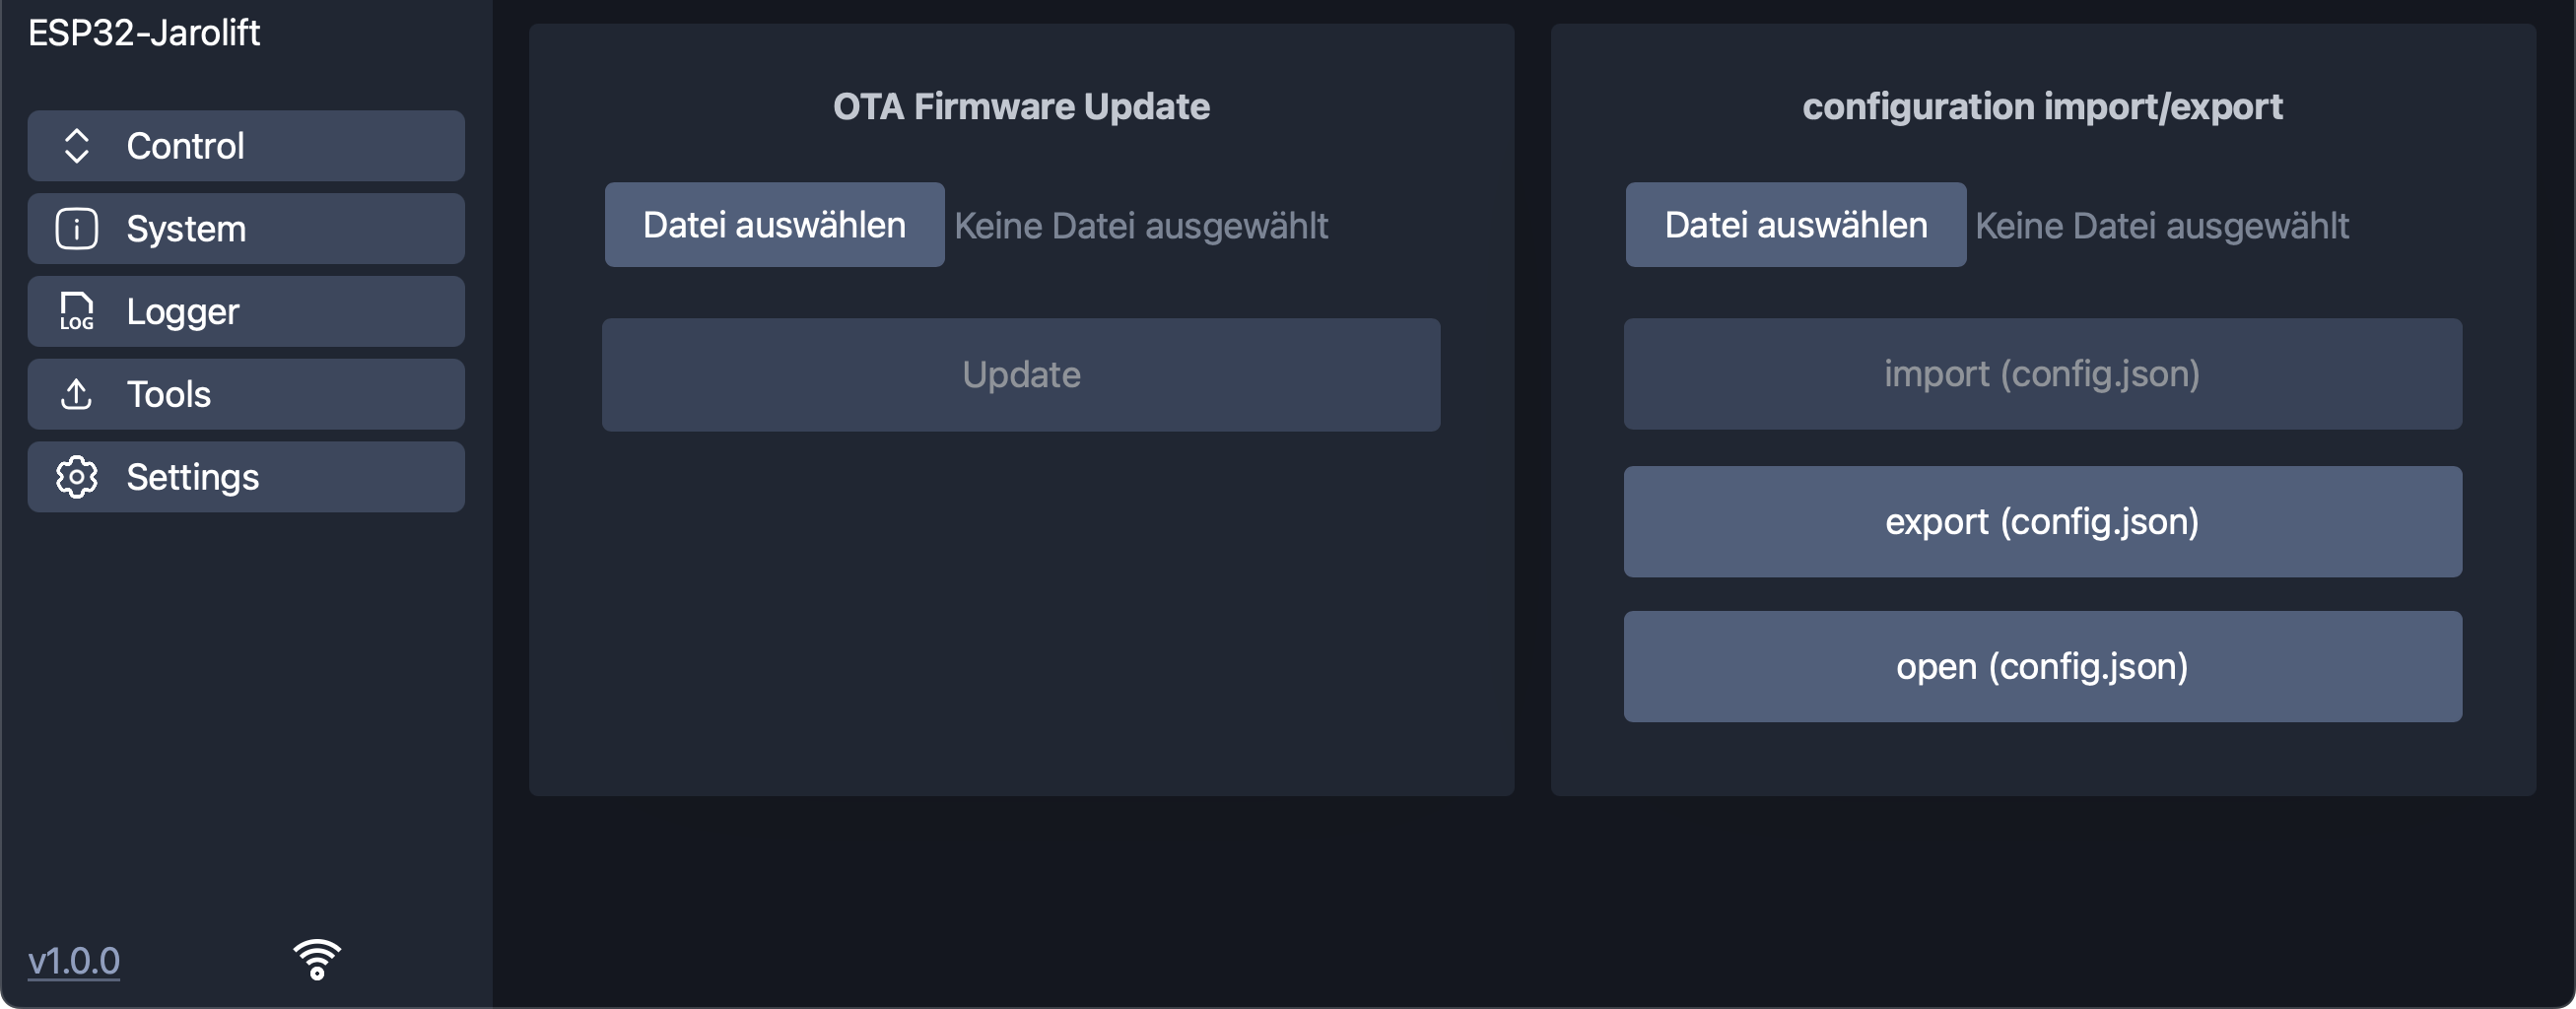 ESP32-Jarolift
Control
System
LOG
Logger
Tools
Settings
v1.0.0
OTA Firmware Update
Datei auswählen Keine Datei ausgewählt
Update
configuration import/export
Datei auswählen Keine Datei ausgewählt
import (config.json)
export (config.json)
open (config.json)